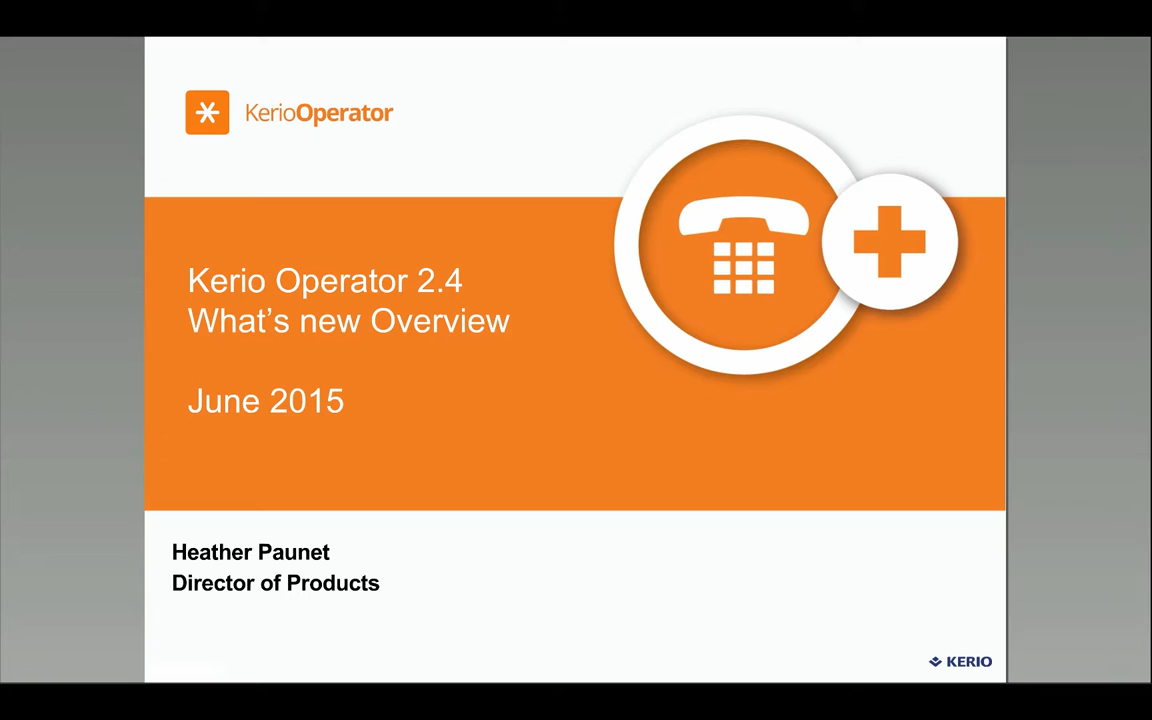 KerioOperator
Kerio Operator 2.4
What's new Overview
June 2015
Heather Paunet
Director of Products
KERIO